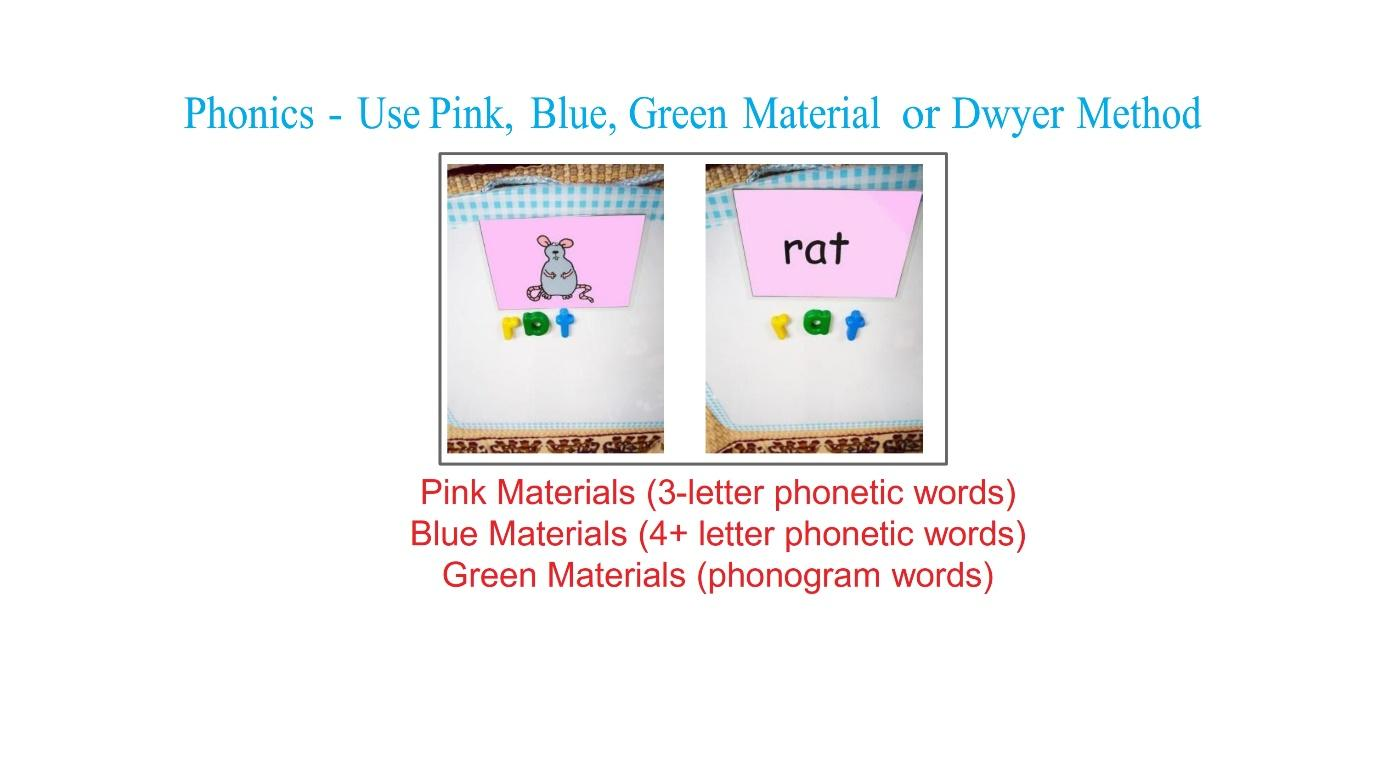 Phonics - Use Pink, Blue, Green Material or Dwyer Method
rat
rat
rat
Pink Materials (3-letter phonetic words)
Blue Materials (4+ letter phonetic words)
Green Materials (phonogram words)